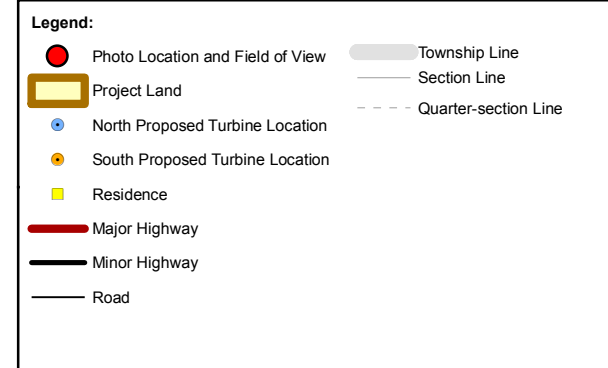 Legend:
Photo Location and Field of View
Project Land
North Proposed Turbine Location
South Proposed Turbine Location
Residence
Major Highway
Minor Highway
Road
Township Line
Section Line
Quarter-section Line